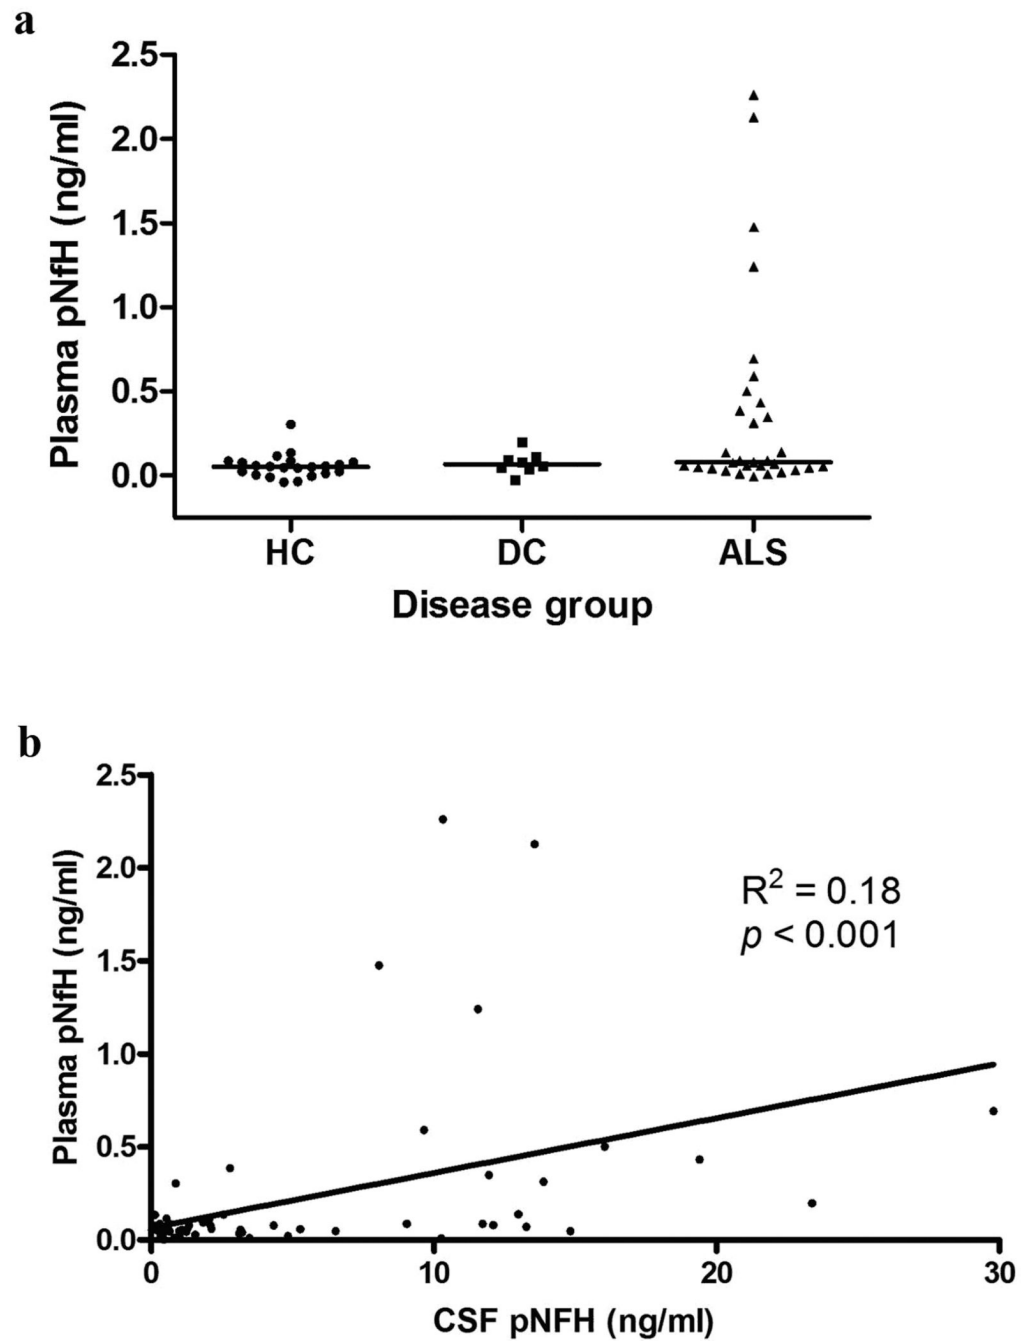 a
Plasma pNfH (ng/ml)
2.5
2.0
1.5
1.0
0.5
0.0
HC DC ALS
Disease group
b
Plasma pNfH (ng/ml)
2.5
2.0
1.5
1.0
0.5
0.0
R² = 0.18
p < 0.001
0 10 20 30
CSF pNFH (ng/ml)